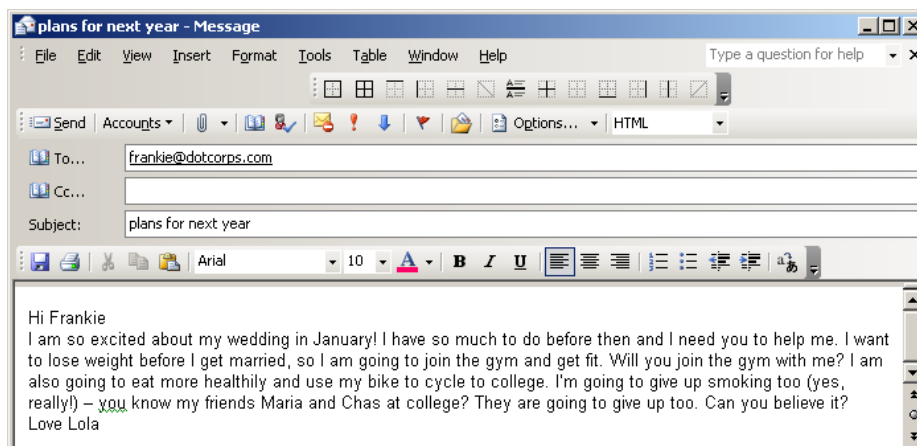 plans for next year - Message
File Edit View Insert Format Tools Table Window Help Type a question for help
Send Accounts Options... HTML
To... frankie@dotcorps.com
Cc...
Subject: plans for next year
Arial 10 A B I U
Hi Frankie
I am so excited about my wedding in January! I have so much to do before then and I need you to help me. I want
to lose weight before I get married, so I am going to join the gym and get fit. Will you join the gym with me? I am
also going to eat more healthily and use my bike to cycle to college. I'm going to give up smoking too (yes,
really!) – you know my friends Maria and Chas at college? They are going to give up too. Can you believe it?
Love Lola